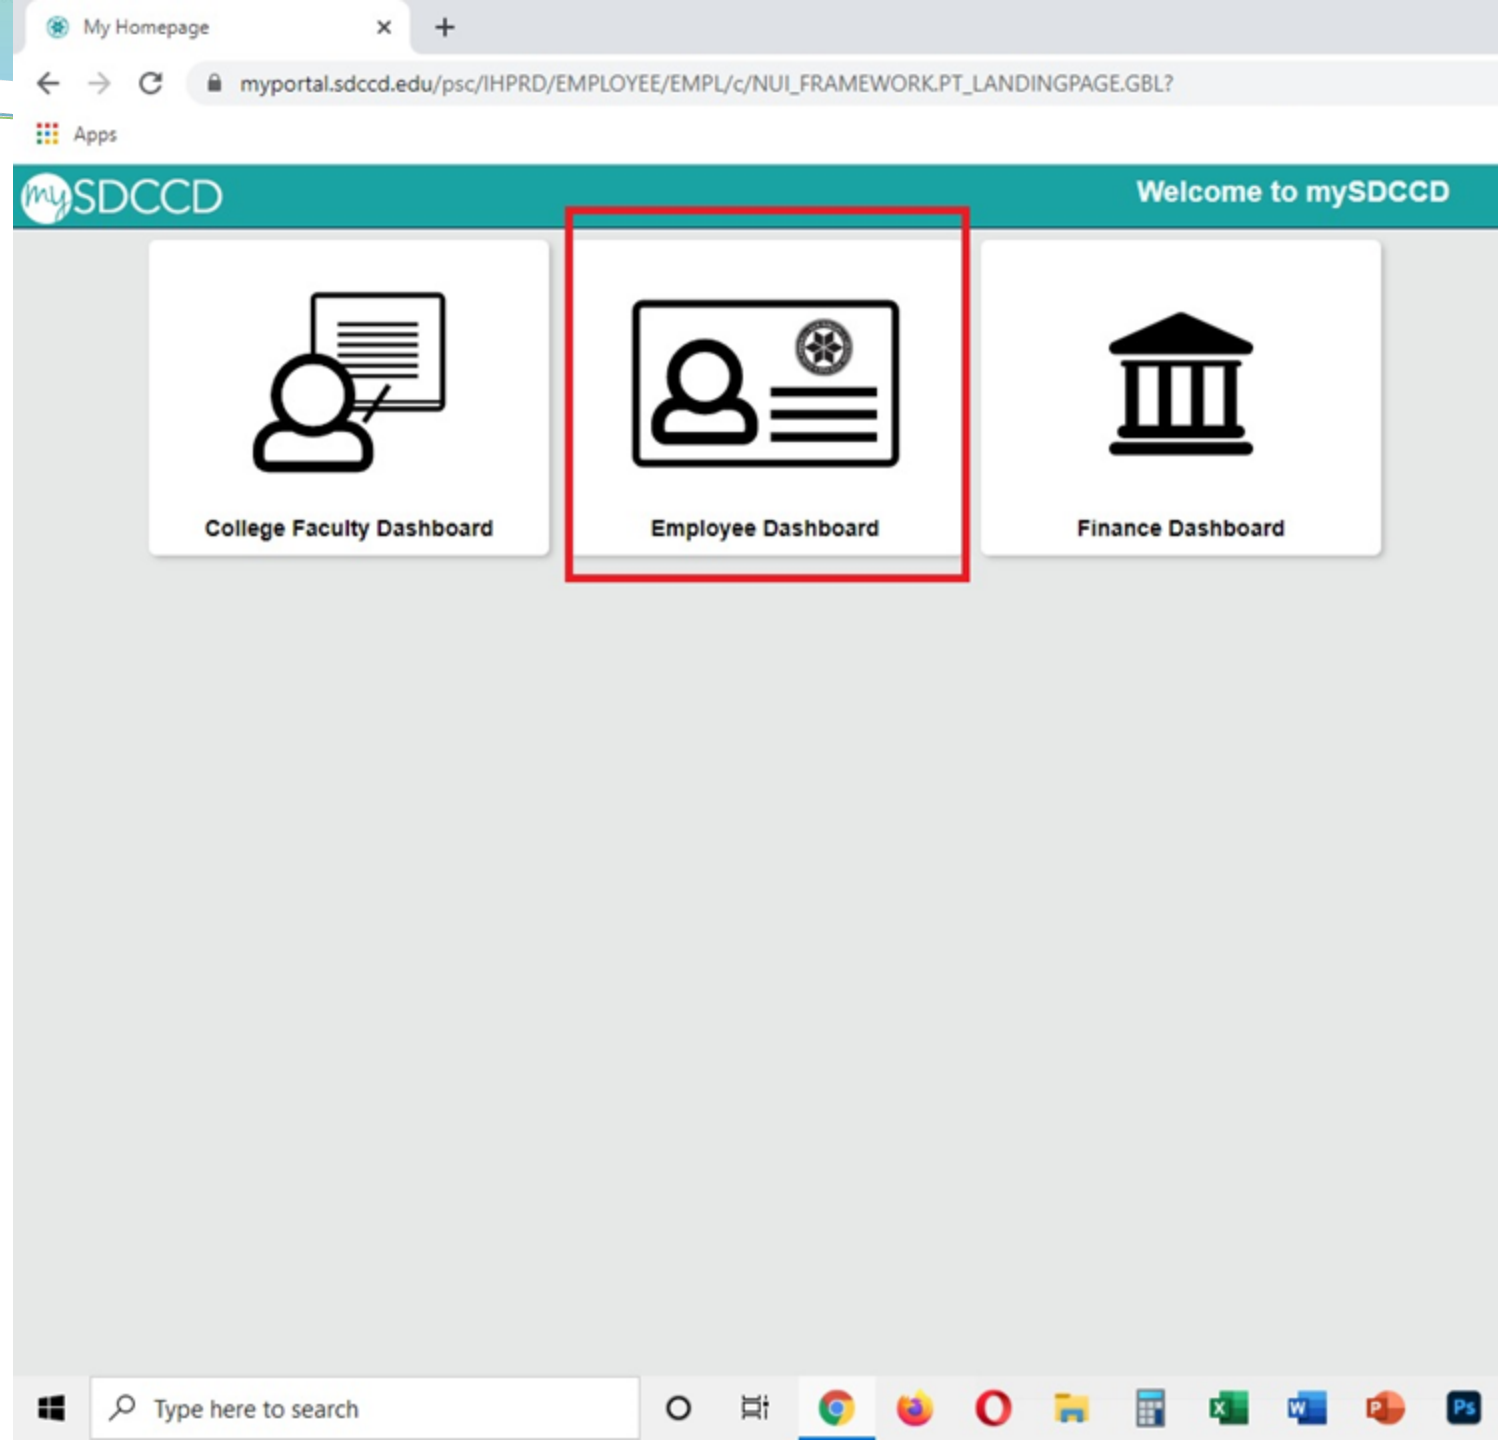 My Homepage
myportal.sdccd.edu/psc/IHPRD/EMPLOYEE/EMPL/c/NUI_FRAMEWORK.PT_LANDINGPAGE.GBL?
Apps
mySDCCD
Welcome to mySDCCD
College Faculty Dashboard
Employee Dashboard
Finance Dashboard
Type here to search
X
W
P
Ps